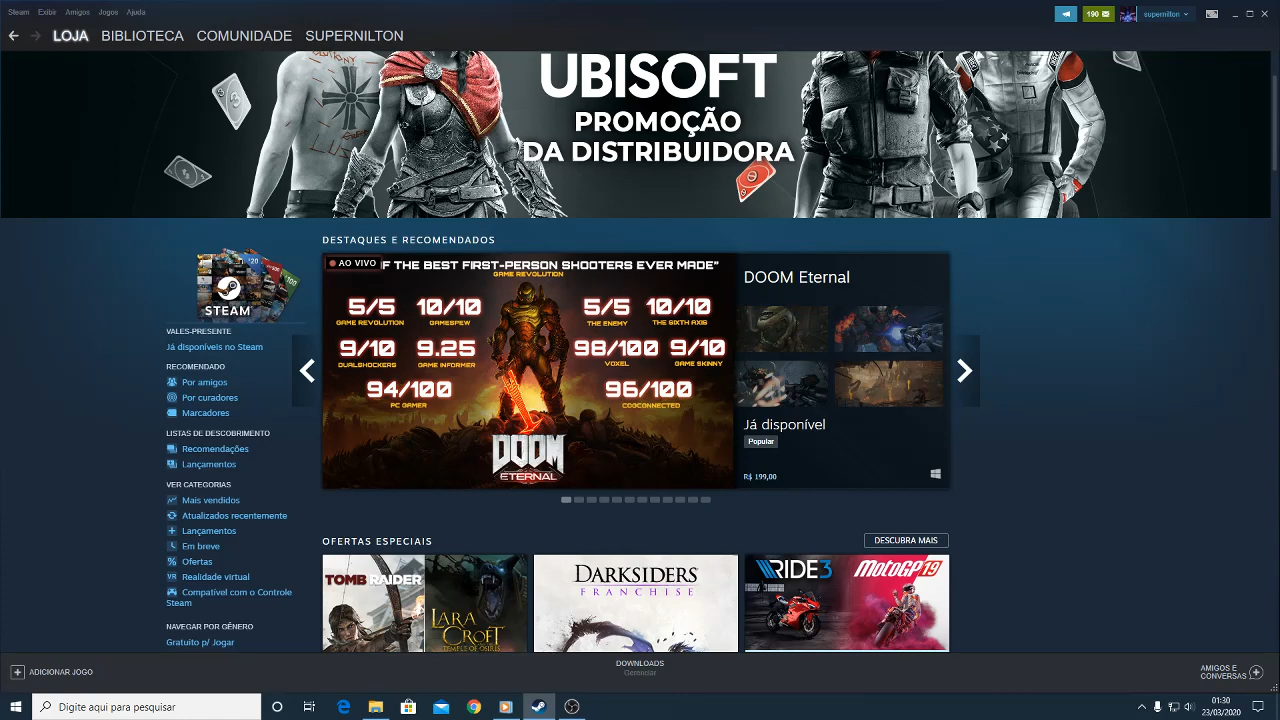 Steam Exibir Amigos Jogos Ajuda
190
supernilton
LOJA BIBLIOTECA COMUNIDADE SUPERNILTON
UBISOFT
PROMOÇÃO
DA DISTRIBUIDORA
DESTAQUES E RECOMENDADOS
STEAM
VALES-PRESENTE
Já disponíveis no Steam
RECOMENDADO
Por amigos
Por curadores
Marcadores
LISTAS DE DESCOBRIMENTO
Recomendações
Lançamentos
VER CATEGORIAS
Mais vendidos
Atualizados recentemente
Lançamentos
Em breve
Ofertas
VR Realidade virtual
Compatível com o Controle
Steam
NAVEGAR POR GÊNERO
Gratuito p/ Jogar
AO VIVO
F THE BEST FIRST-PERSON SHOOTERS EVER MADE”
GAME REVOLUTION
5/5 10/10 5/5 10/10
GAME REVOLUTION GAMESPEW THE ENEMY THE SIXTH AXIS
9/10 9.25 98/100 9/10
DUALSHOCKERS GAME INFORMER VOXEL GAME SKINNY
94/100 96/100
PC GAMER COGCONNECTED
DOOM
ETERNAL
DOOM Eternal
Já disponível
Popular
R$ 199,00
OFERTAS ESPECIAIS
DESCUBRA MAIS
TOMB RAIDER
LARA
CROFT
TEMPLE OF OSIRIS
DARKSIDERS
FRANCHISE
RIDE 3
MotoGP 19
ADICIONAR JOGO
DOWNLOADS
Gerenciar
AMIGOS E
CONVERSAS
Digite aqui para pesquisar
01:30
23/03/2020